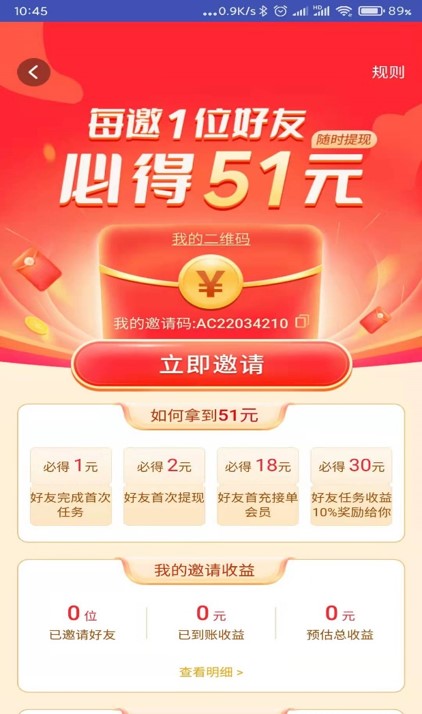 10:45
...0.9K/s
HD
89%
规则
每邀1位好友
随时提现
必得51元
我的二维码
¥
我的邀请码:AC22034210
立即邀请
如何拿到51元
必得1元
必得2元
必得18元
必得30元
好友完成首次
任务
好友首次提现
好友首充接单
会员
好友任务收益
10%奖励给你
我的邀请收益
0位
0元
0元
已邀请好友
已到账收益
预估总收益
查看明细 >